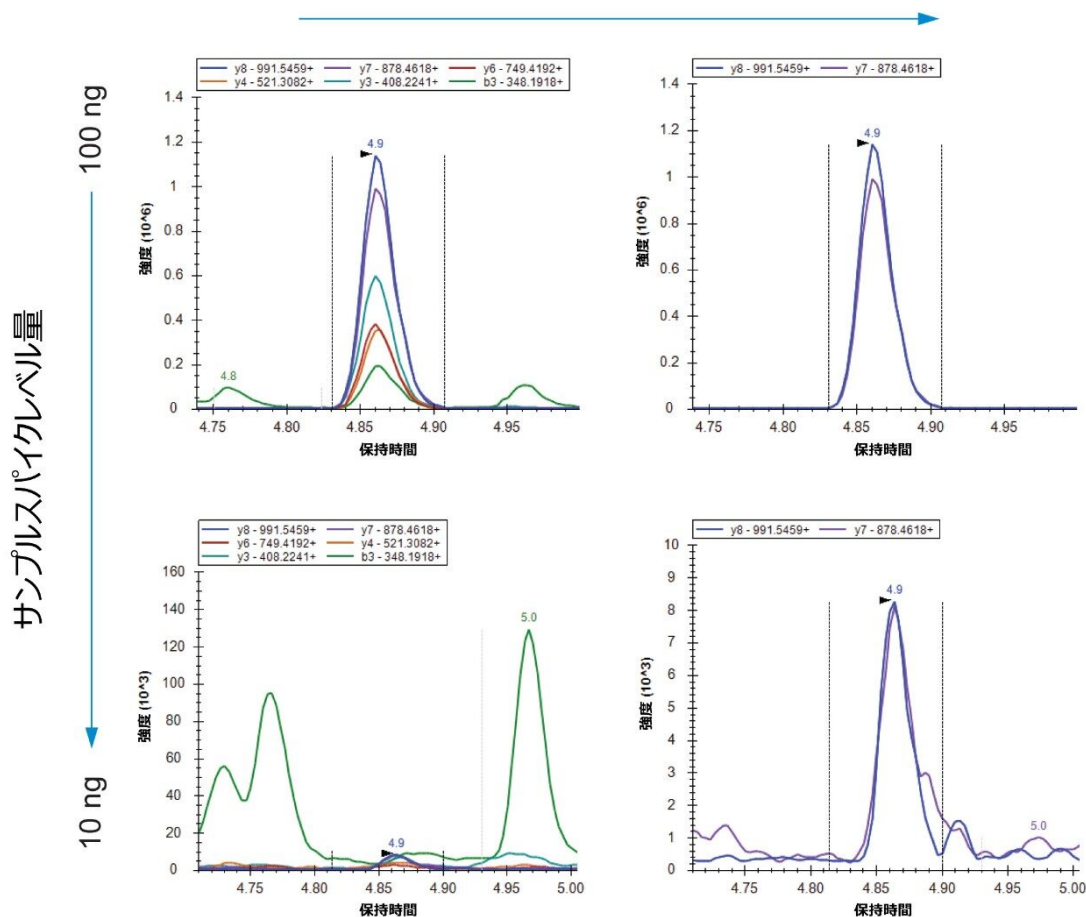 サンプルスパイクレベル量
100 ng
10 ng
y8 - 991.5459+ y7 - 878.4618+ y6 - 749.4192+
y4 - 521.3082+ y3 - 408.2241+ b3 - 348.1918+
強度 (10^6)
1.4
1.2
1
0.8
0.6
0.4
0.2
0
4.9
4.8
4.75 4.80 4.85 4.90 4.95
保持時間
y8 - 991.5459+ y7 - 878.4618+
強度 (10^6)
1.4
1.2
1
0.8
0.6
0.4
0.2
0
4.9
4.75 4.80 4.85 4.90 4.95
保持時間
y8 - 991.5459+ y7 - 878.4618+
y6 - 749.4192+ y4 - 521.3082+
y3 - 408.2241+ b3 - 348.1918+
強度 (10^3)
160
140
120
100
80
60
40
20
0
5.0
4.9
4.75 4.80 4.85 4.90 4.95 5.00
保持時間
y8 - 991.5459+ y7 - 878.4618+
強度 (10^3)
10
9
8
7
6
5
4
3
2
1
0
4.9
5.0
4.75 4.80 4.85 4.90 4.95 5.00
保持時間